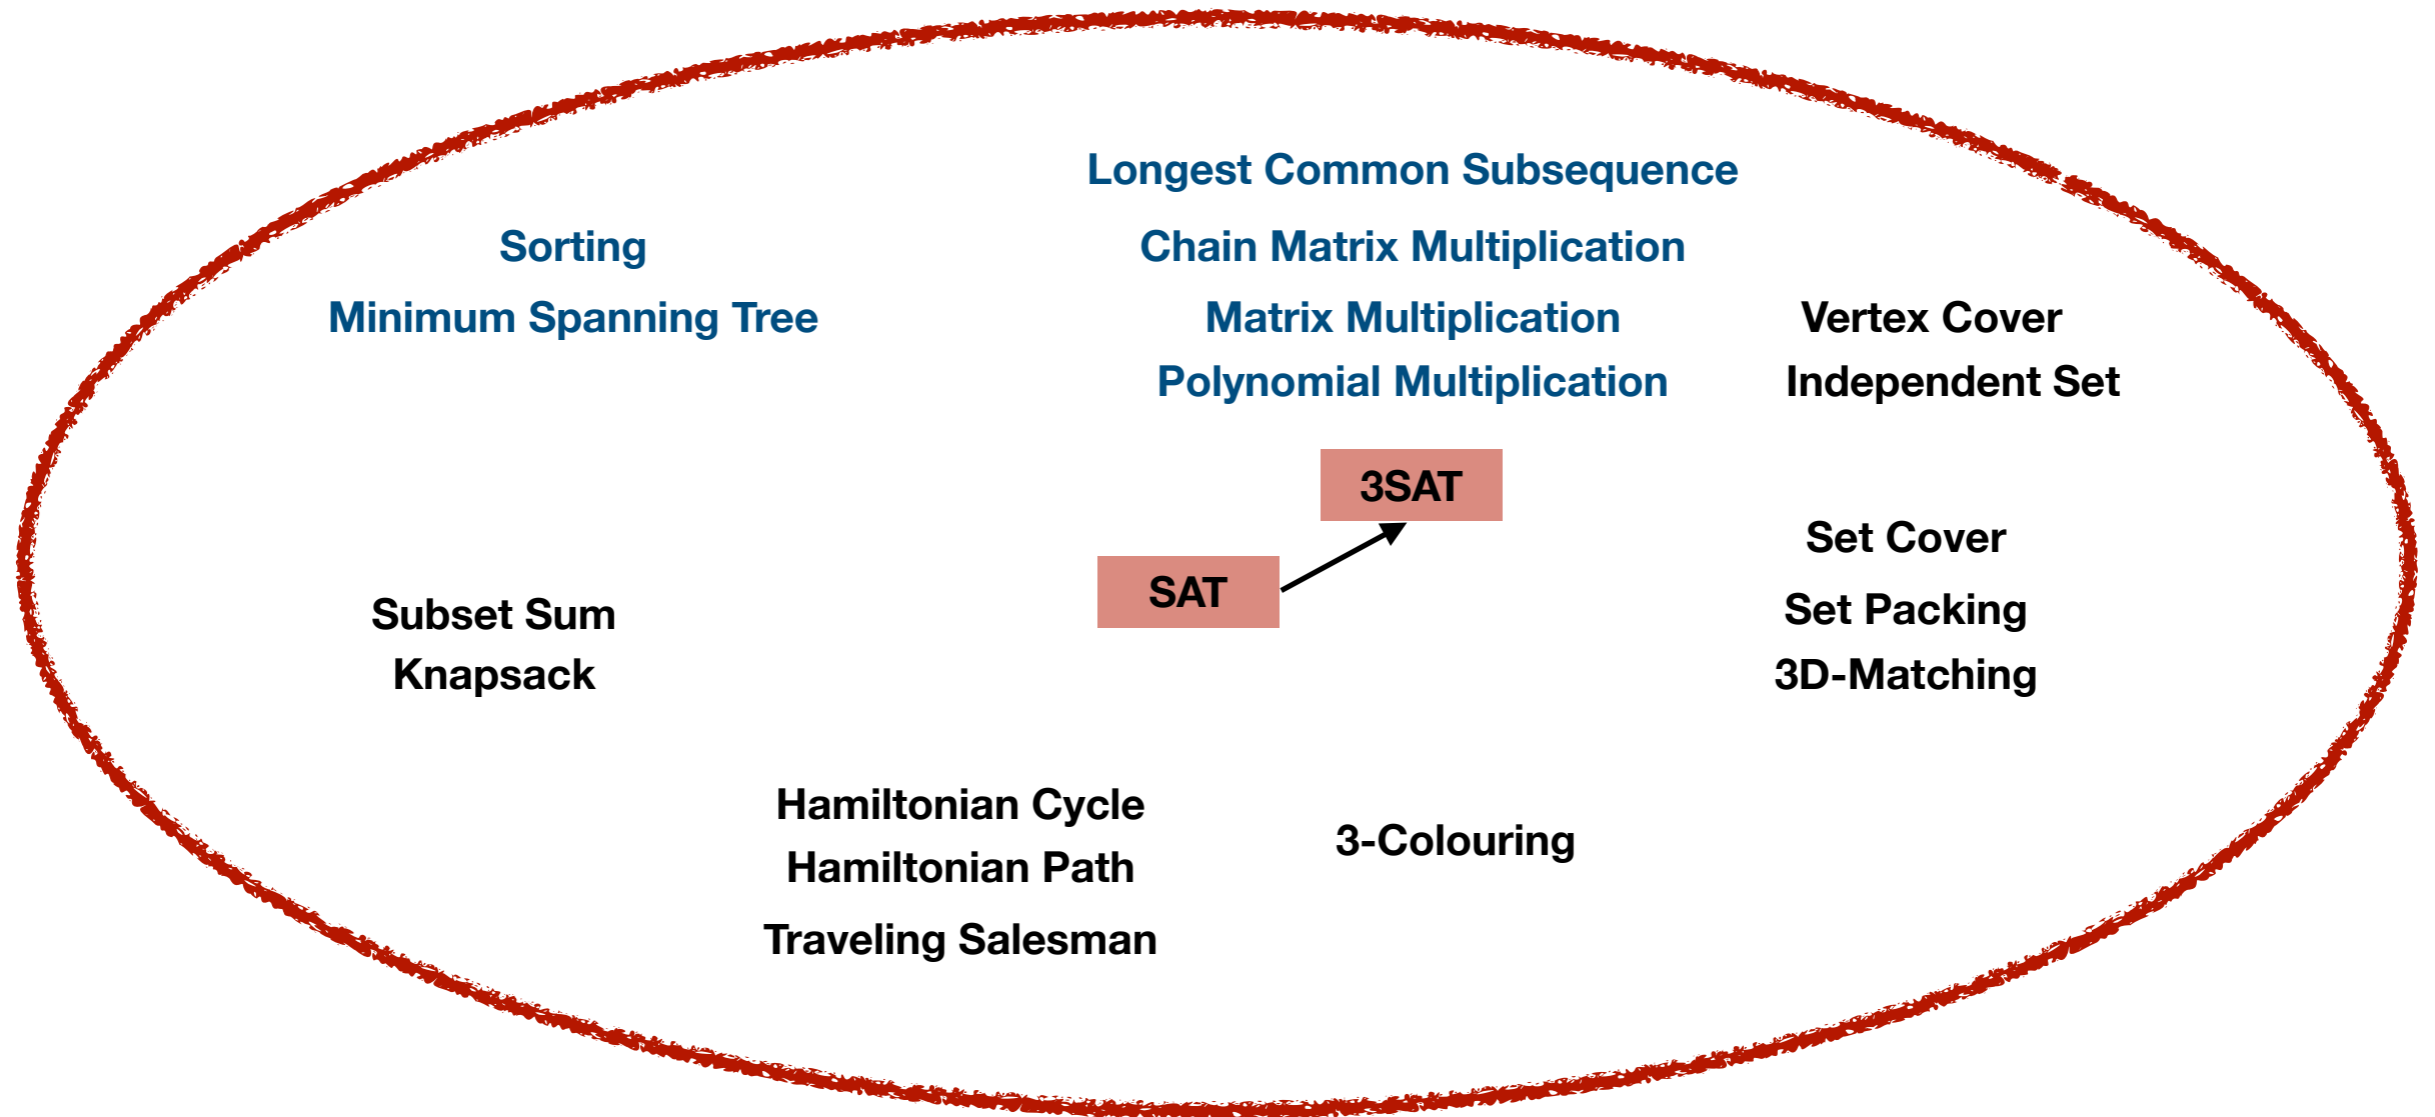 Longest Common Subsequence
Sorting
Chain Matrix Multiplication
Minimum Spanning Tree
Matrix Multiplication
Vertex Cover
Polynomial Multiplication
Independent Set
3SAT
Set Cover
SAT
Subset Sum
Set Packing
Knapsack
3D-Matching
Hamiltonian Cycle
3-Colouring
Hamiltonian Path
Traveling Salesman